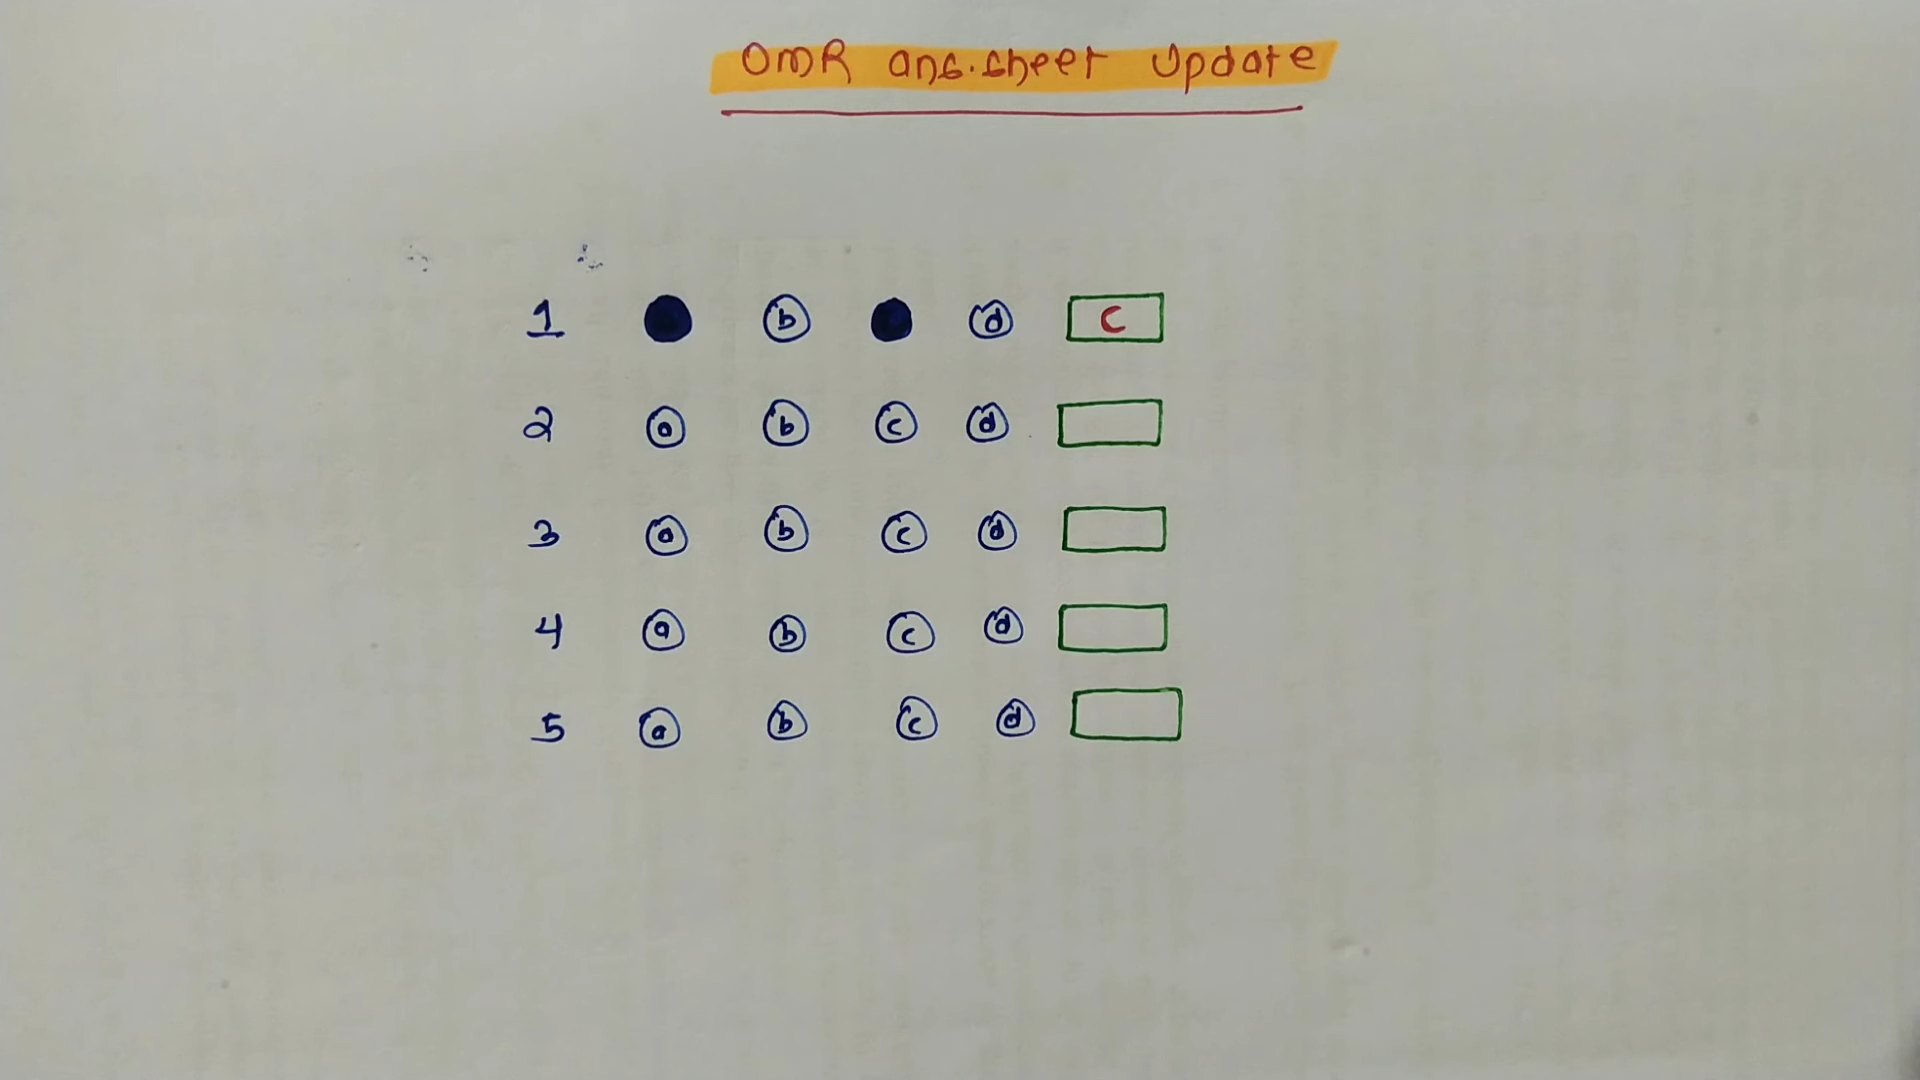 OMR ans.sheet Update
1 b d C
2 a b c d
3 a b c d
4 a b c d
5 a b c d